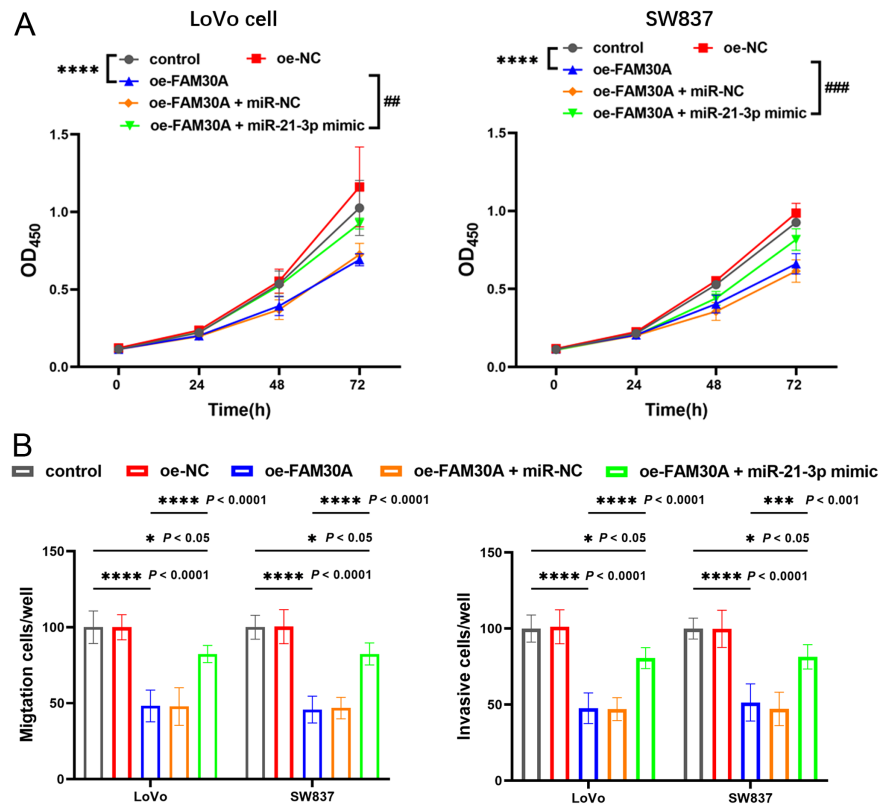 A
LoVo cell
SW837
control
oe-NC
**** 
oe-FAM30A
oe-FAM30A + miR-NC
oe-FAM30A + miR-21-3p mimic
##
1.5
1.0
0.5
0.0
OD450
0 24 48 72
Time(h)
control
oe-NC
****
oe-FAM30A
oe-FAM30A + miR-NC
oe-FAM30A + miR-21-3p mimic
###
1.5
1.0
0.5
0.0
OD450
0 24 48 72
Time(h)
B
control oe-NC oe-FAM30A oe-FAM30A + miR-NC oe-FAM30A + miR-21-3p mimic
**** P < 0.0001 **** P < 0.0001
* P < 0.05 * P < 0.05
**** P < 0.0001 **** P < 0.0001
150
100
50
0
Migtation cells/well
LoVo SW837
**** P < 0.0001 *** P < 0.001
* P < 0.05 * P < 0.05
**** P < 0.0001 **** P < 0.0001
150
100
50
0
Invasive cells/well
LoVo SW837